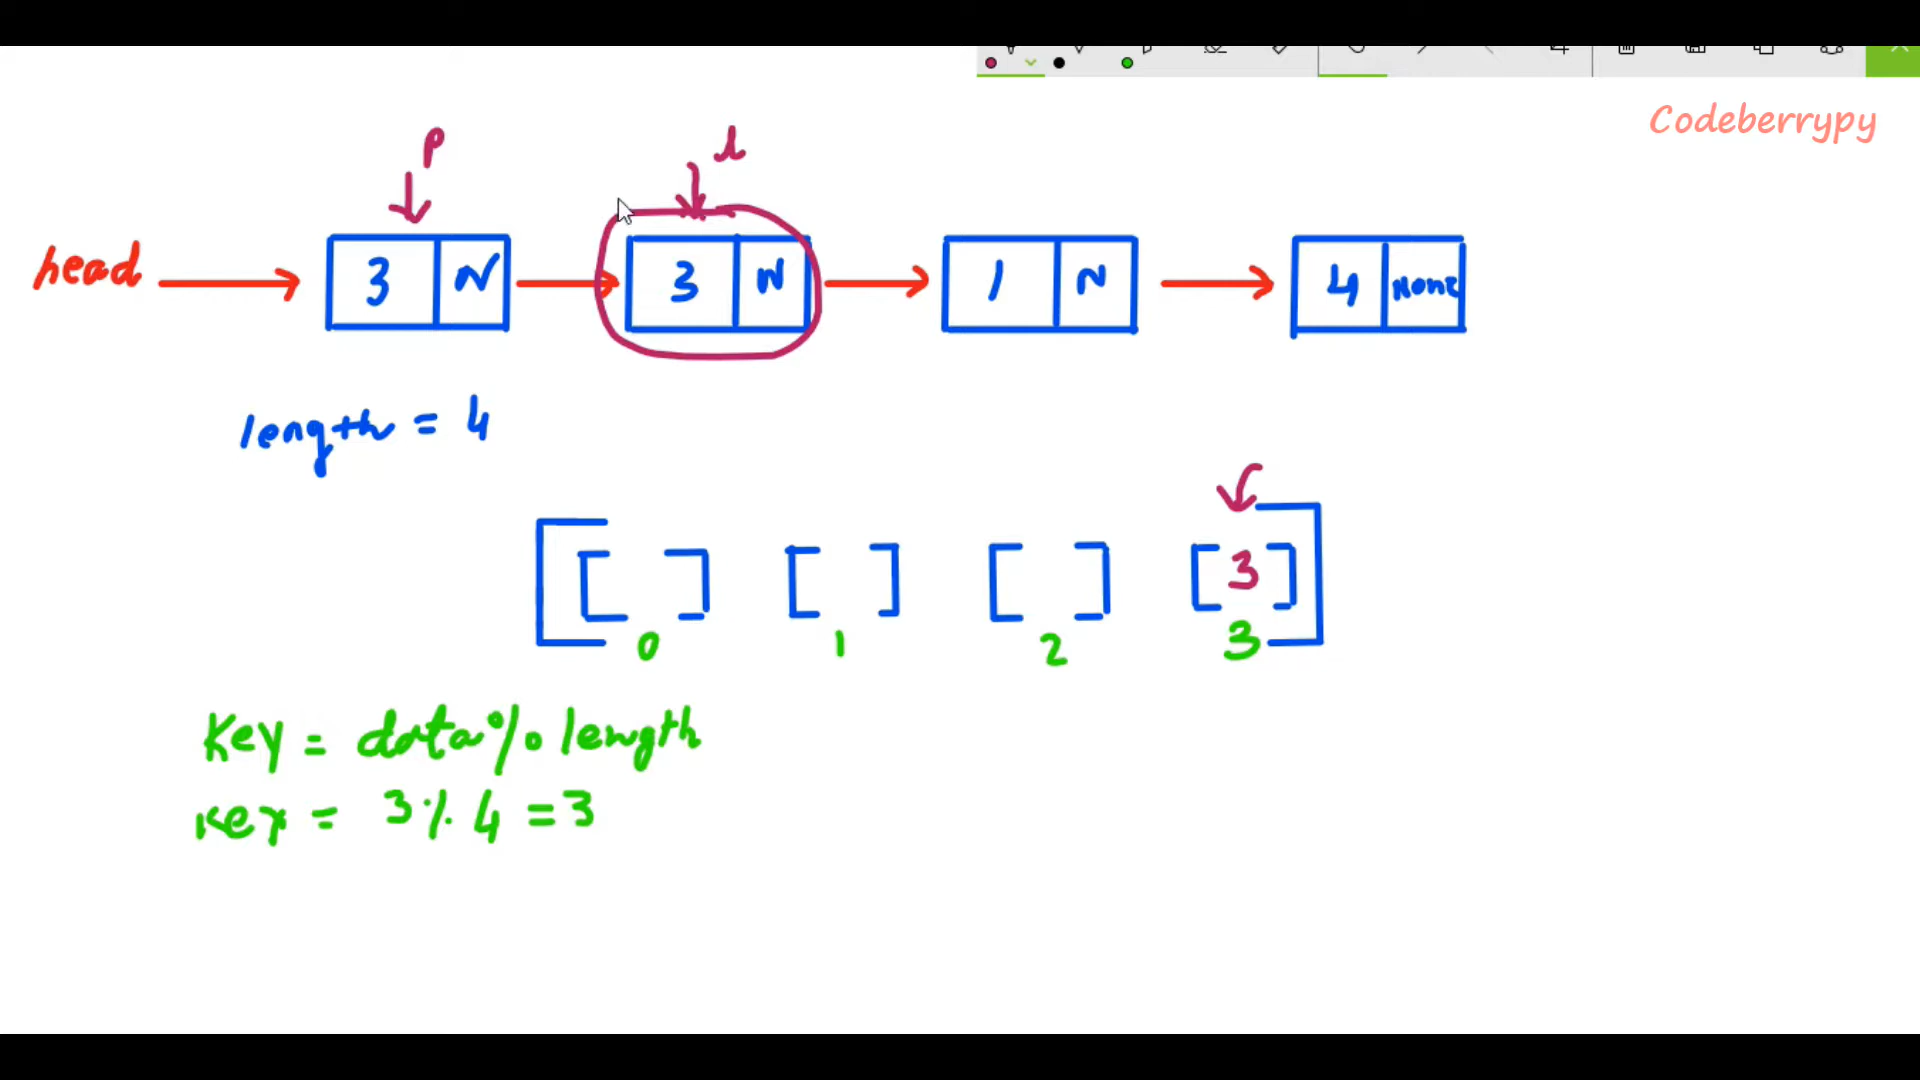 Codeberrypy
p l
head 3 N 3 N 1 N 4 None
length = 4
[ [ ] [ ] [ ] [ 3 ] ]
0 1 2 3
Key = data % length
Key = 3 % 4 = 3